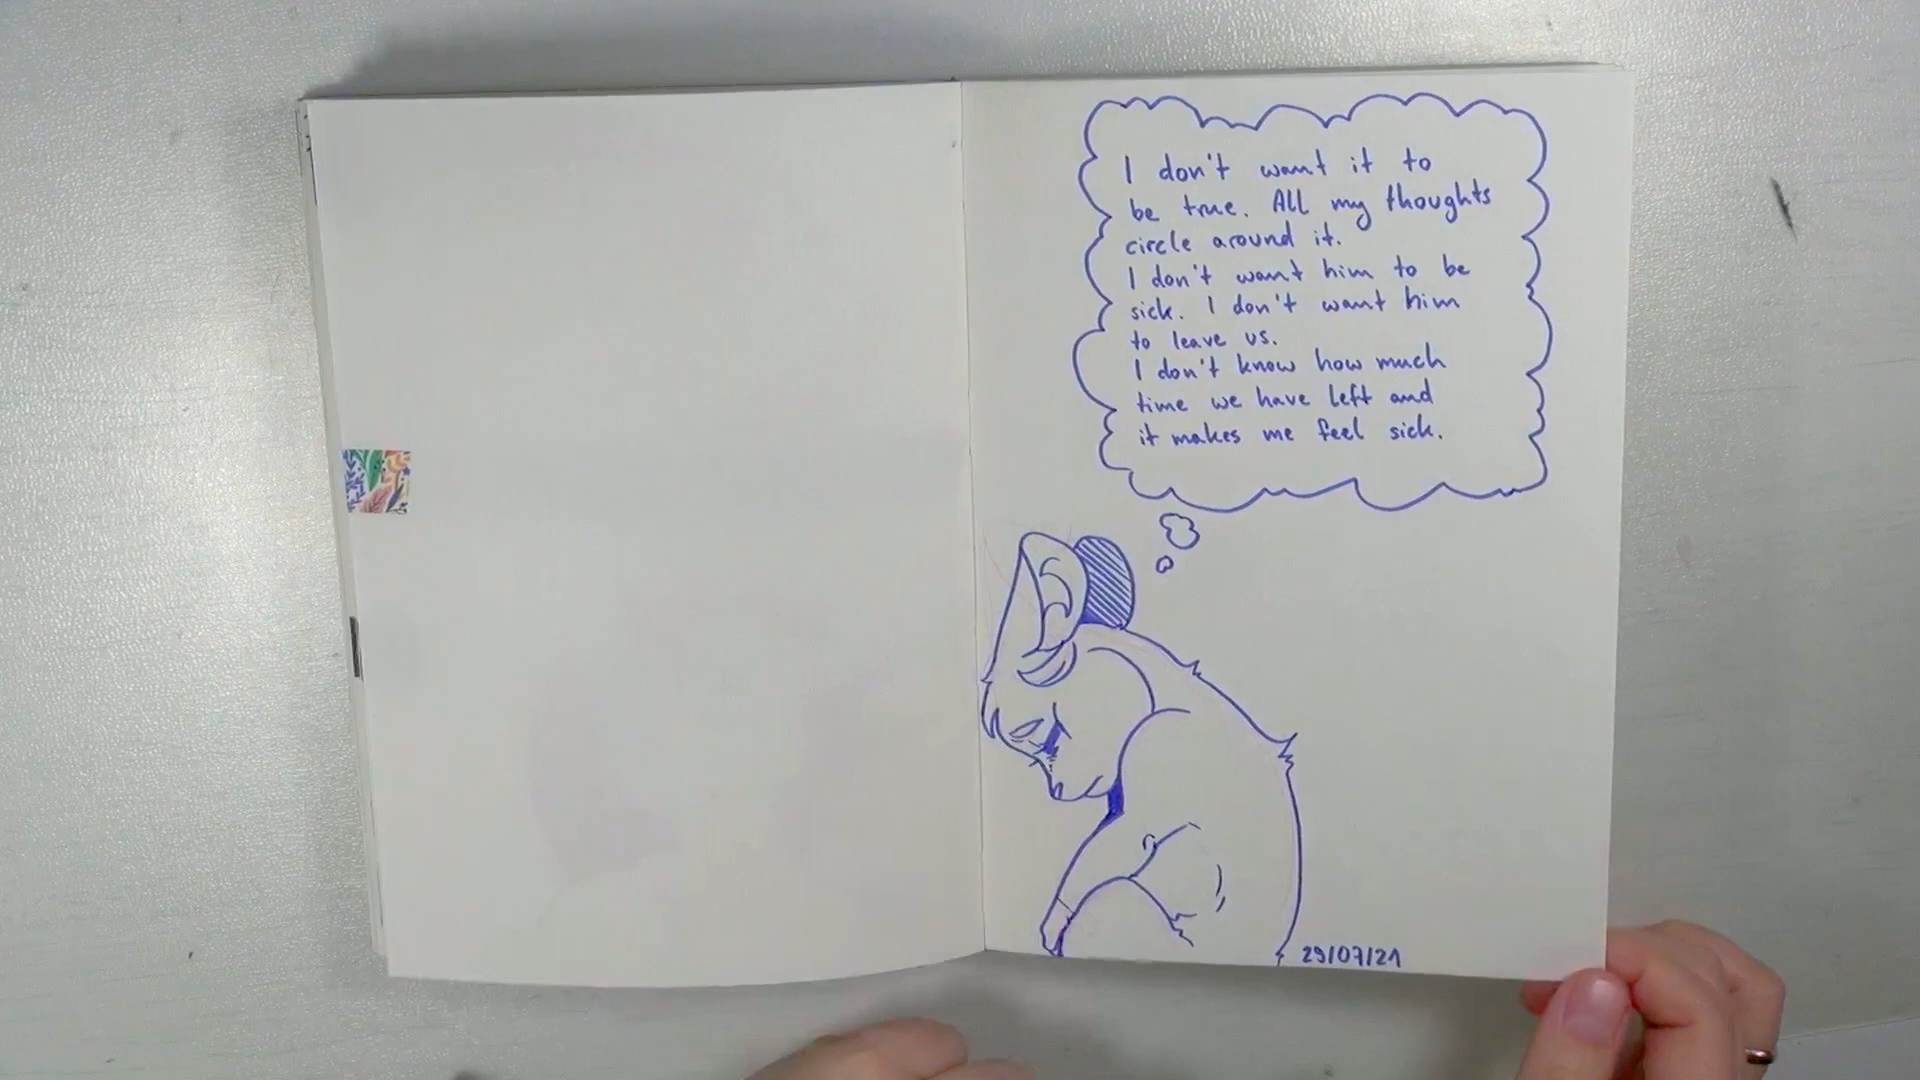 I don't want it to
be true. All my thoughts
circle around it.
I don't want him to be
sick. I don't want him
to leave us.
I don't know how much
time we have left and
it makes me feel sick.
29/07/21